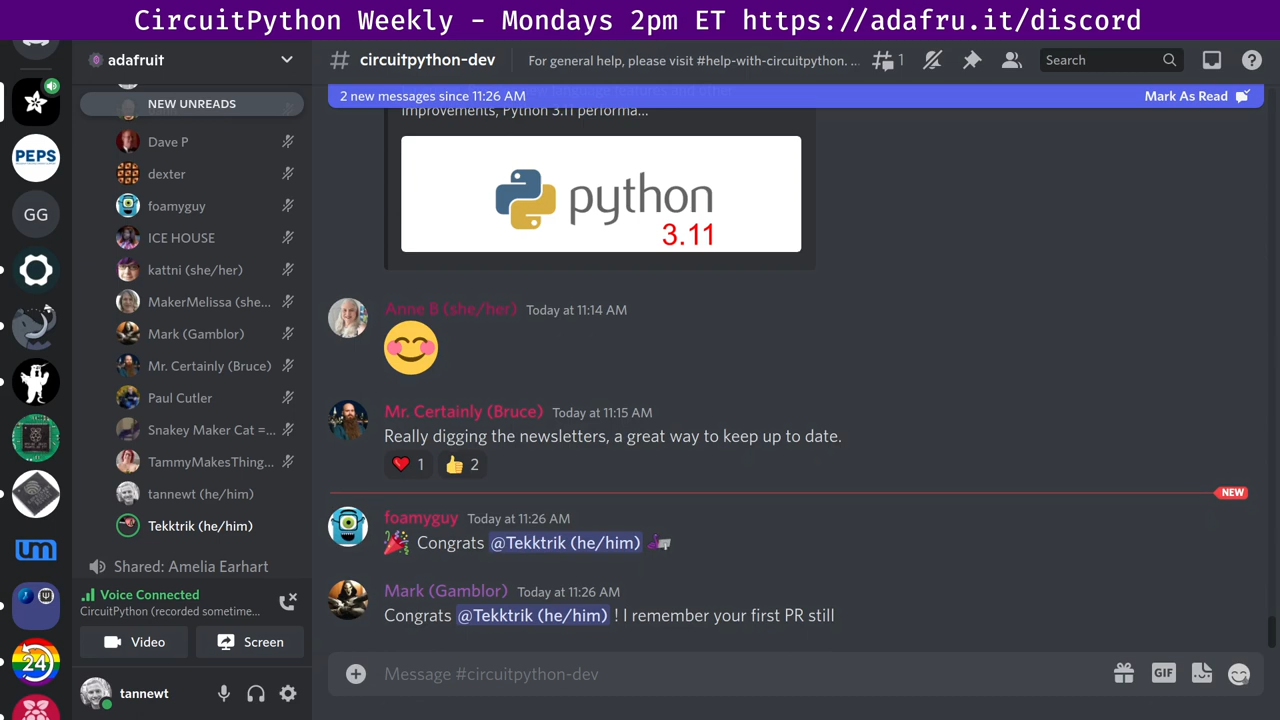 CircuitPython Weekly - Mondays 2pm ET https://adafru.it/discord
adafruit
# circuitpython-dev
For general help, please visit #help-with-circuitpython. ...
1
Search
NEW UNREADS
2 new messages since 11:26 AM
Mark As Read
PEPS
GG
24
Dave P
dexter
foamyguy
ICE HOUSE
kattni (she/her)
MakerMelissa (she...
Mark (Gamblor)
Mr. Certainly (Bruce)
Paul Cutler
Snakey Maker Cat =...
TammyMakesThing...
tannewt (he/him)
Tekktrik (he/him)
Shared: Amelia Earhart
Voice Connected
CircuitPython (recorded sometime...
Video
Screen
tannewt
new language features and other
improvements, Python 3.11 performa...
python
3.11
Anne B (she/her) Today at 11:14 AM
Mr. Certainly (Bruce) Today at 11:15 AM
Really digging the newsletters, a great way to keep up to date.
1
2
NEW
foamyguy Today at 11:26 AM
Congrats @Tekktrik (he/him)
Mark (Gamblor) Today at 11:26 AM
Congrats @Tekktrik (he/him) ! I remember your first PR still
Message #circuitpython-dev
GIF